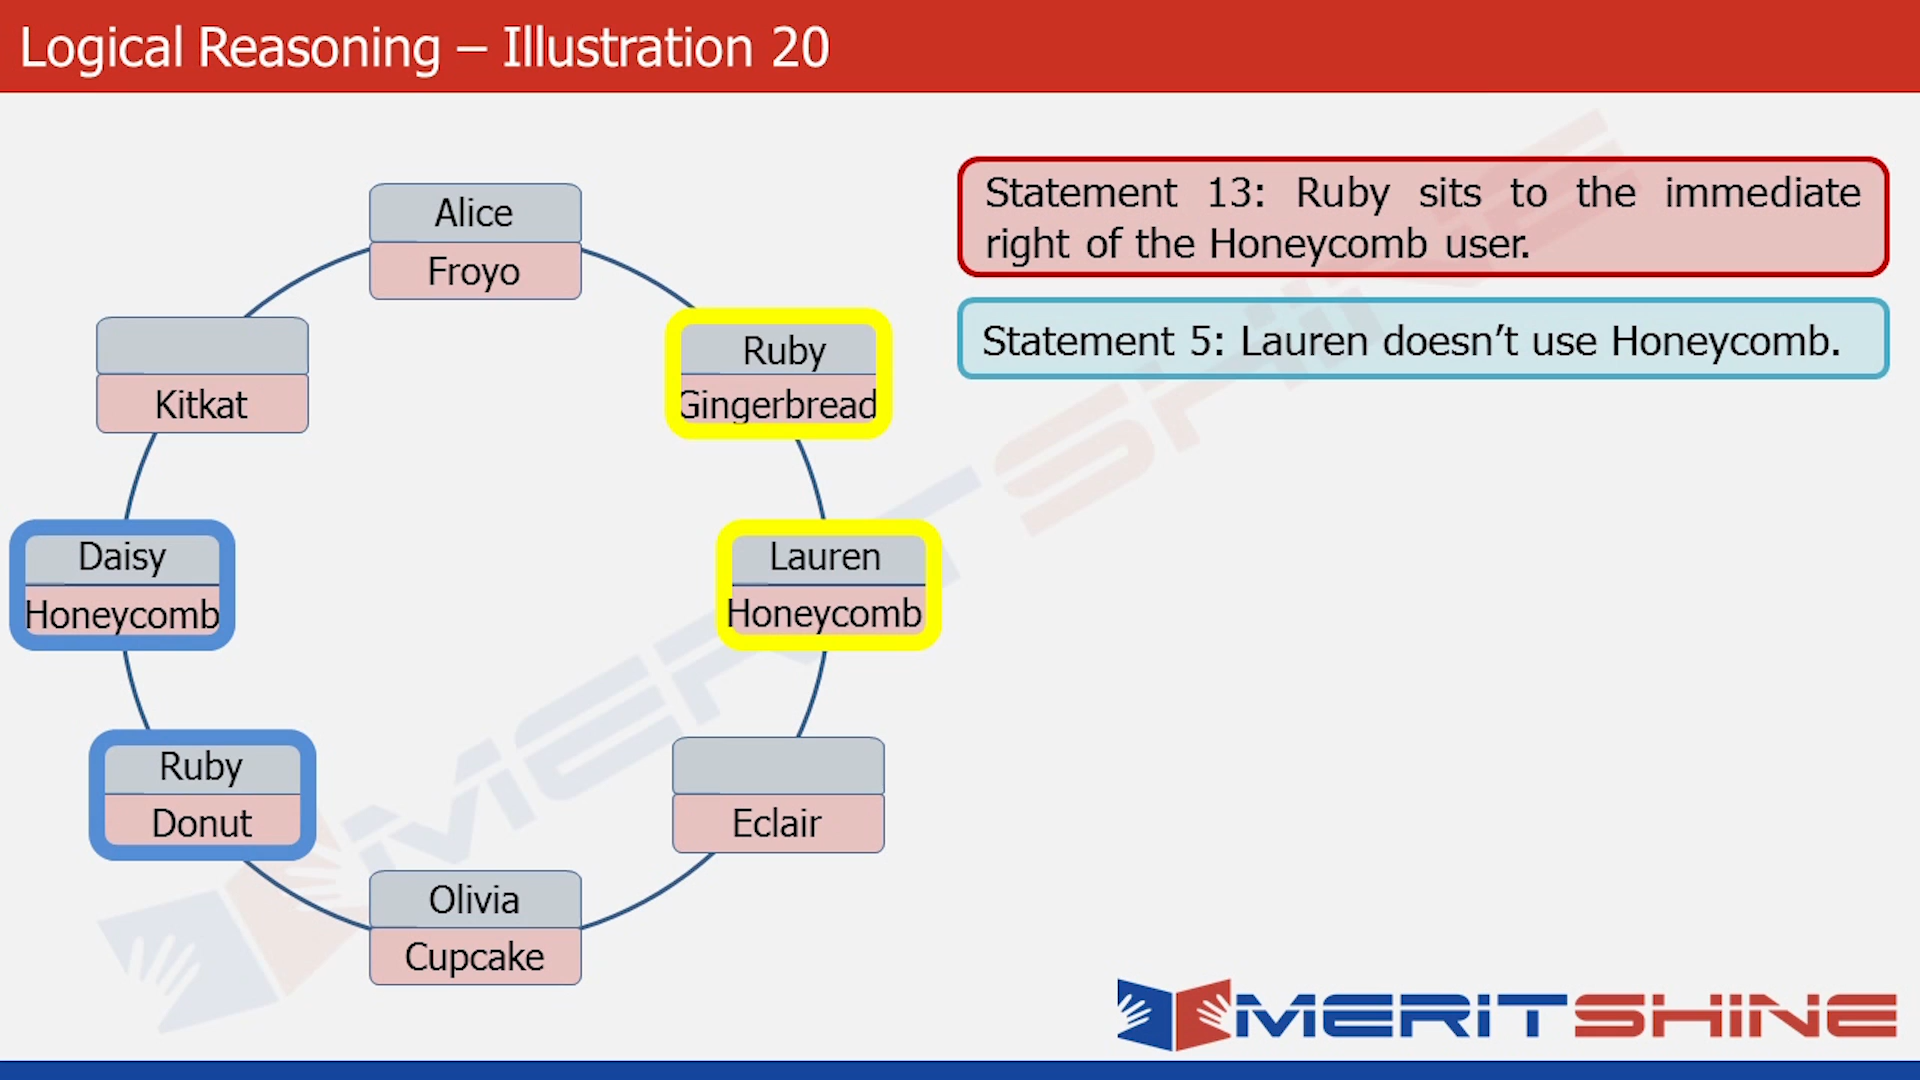 Logical Reasoning – Illustration 20
Alice
Froyo
Ruby
Gingerbread
Kitkat
Daisy
Honeycomb
Lauren
Honeycomb
Ruby
Donut
Eclair
Olivia
Cupcake
Statement 13: Ruby sits to the immediate
right of the Honeycomb user.
Statement 5: Lauren doesn’t use Honeycomb.
MERITSHINE
MERITSHINE